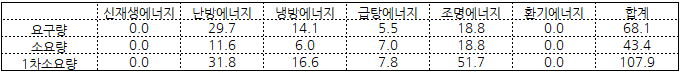 신재생에너지 난방에너지 냉방에너지 급탕에너지 조명에너지 환기에너지 합계
요구량 0.0 29.7 14.1 5.5 18.8 0.0 68.1
소요량 0.0 11.6 6.0 7.0 18.8 0.0 43.4
1차소요량 0.0 31.8 16.6 7.8 51.7 0.0 107.9